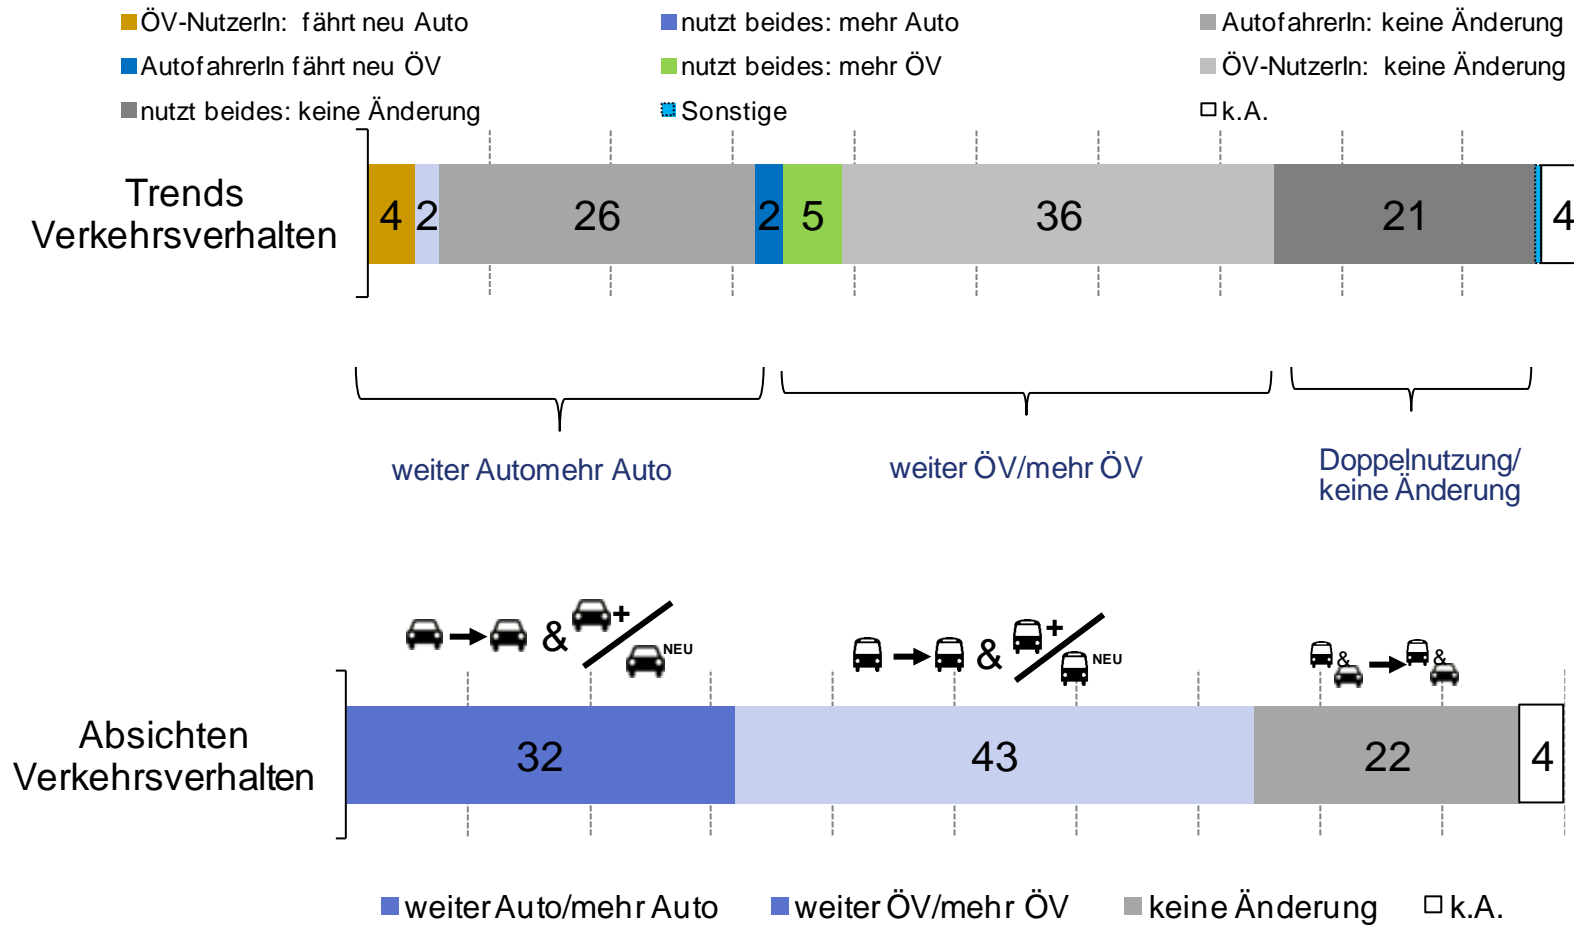 ÖV-NutzerIn: fährt neu Auto
nutzt beides: mehr Auto
AutofahrerIn: keine Änderung
AutofahrerIn fährt neu ÖV
nutzt beides: mehr ÖV
ÖV-NutzerIn: keine Änderung
nutzt beides: keine Änderung
Sonstige
k.A.
Trends
Verkehrsverhalten
4 2 26 2 5 36 21 4
weiter Automehr Auto
weiter ÖV/mehr ÖV
Doppelnutzung/
keine Änderung
& + NEU
& + NEU
& &
Absichten
Verkehrsverhalten
32 43 22 4
weiter Auto/mehr Auto
weiter ÖV/mehr ÖV
keine Änderung
k.A.